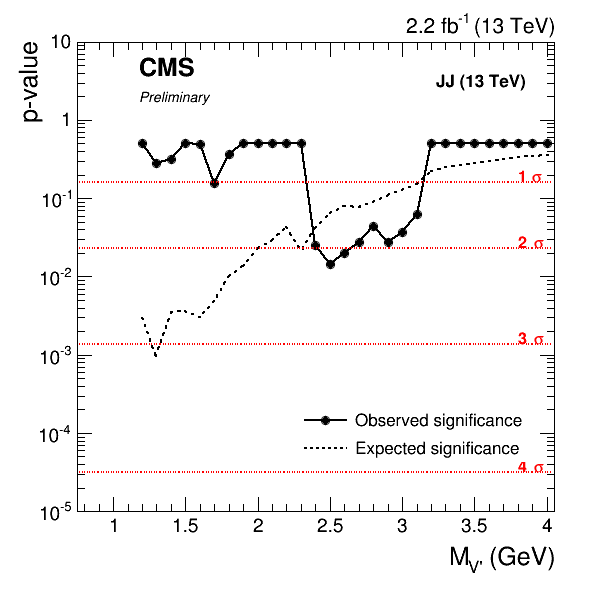 2.2 fb⁻¹ (13 TeV)
CMS
Preliminary
JJ (13 TeV)
p-value
10
1
10⁻¹
10⁻²
10⁻³
10⁻⁴
10⁻⁵
1 σ
2 σ
3 σ
4 σ
Observed significance
Expected significance
1 1.5 2 2.5 3 3.5 4
M_V' (GeV)